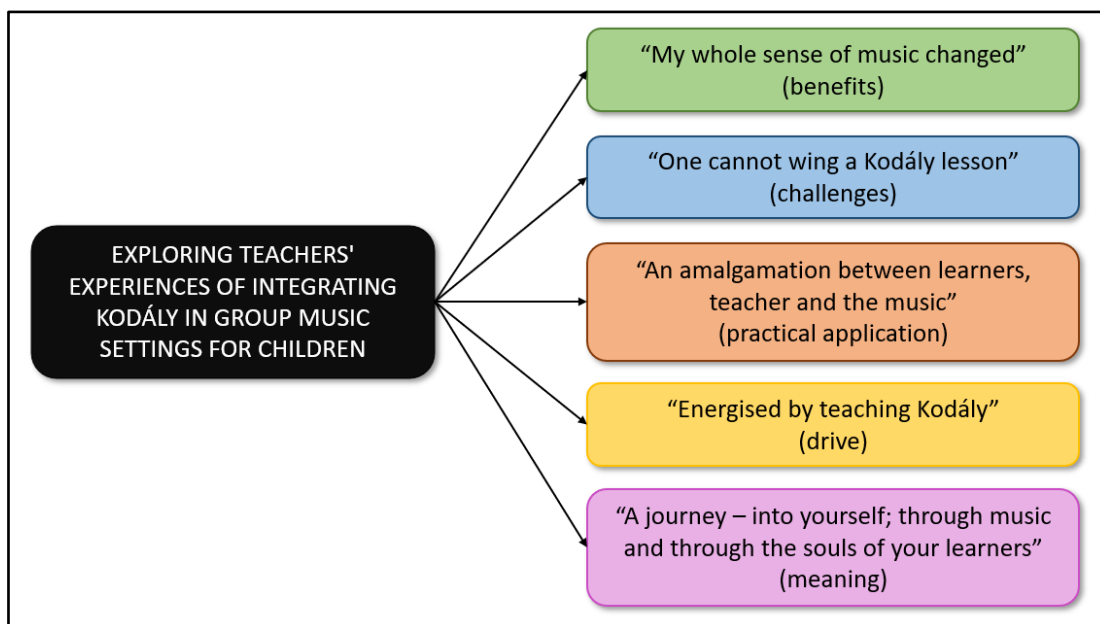 EXPLORING TEACHERS'
EXPERIENCES OF INTEGRATING
KODÁLY IN GROUP MUSIC
SETTINGS FOR CHILDREN
“My whole sense of music changed”
(benefits)
“One cannot wing a Kodály lesson”
(challenges)
“An amalgamation between learners,
teacher and the music”
(practical application)
“Energised by teaching Kodály”
(drive)
“A journey – into yourself; through music
and through the souls of your learners”
(meaning)